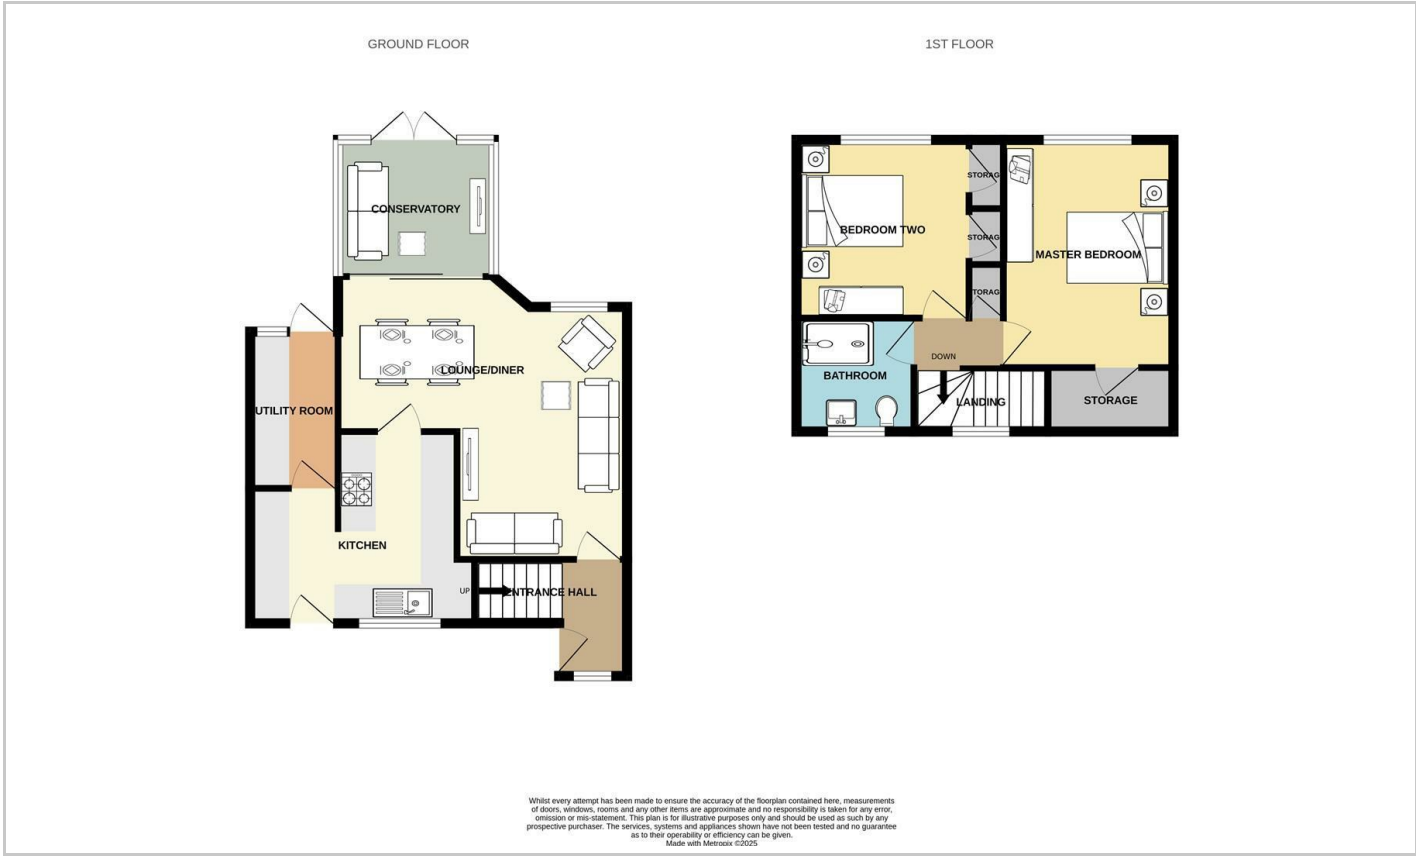 GROUND FLOOR
CONSERVATORY
LOUNGE/DINER
UTILITY ROOM
KITCHEN
UP
ENTRANCE HALL
1ST FLOOR
STORAG
BEDROOM TWO
STORAG
MASTER BEDROOM
TORAG
DOWN
BATHROOM
LANDING
STORAGE
Whilst every attempt has been made to ensure the accuracy of the floorplan contained here, measurements
of doors, windows, rooms and any other items are approximate and no responsibility is taken for any error,
omission or mis-statement. This plan is for illustrative purposes only and should be used as such by any
prospective purchaser. The services, systems and appliances shown have not been tested and no guarantee
as to their operability or efficiency can be given.
Made with Metropix ©2025